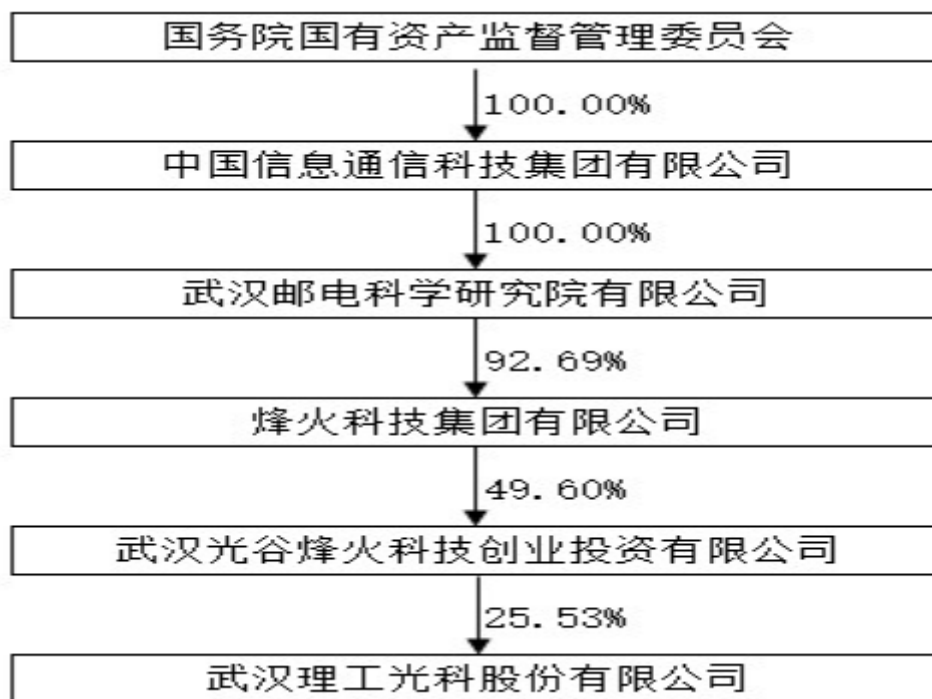 国务院国有资产监督管理委员会
100.00%
中国信息通信科技集团有限公司
100.00%
武汉邮电科学研究院有限公司
92.69%
烽火科技集团有限公司
49.60%
武汉光谷烽火科技创业投资有限公司
25.53%
武汉理工光科股份有限公司